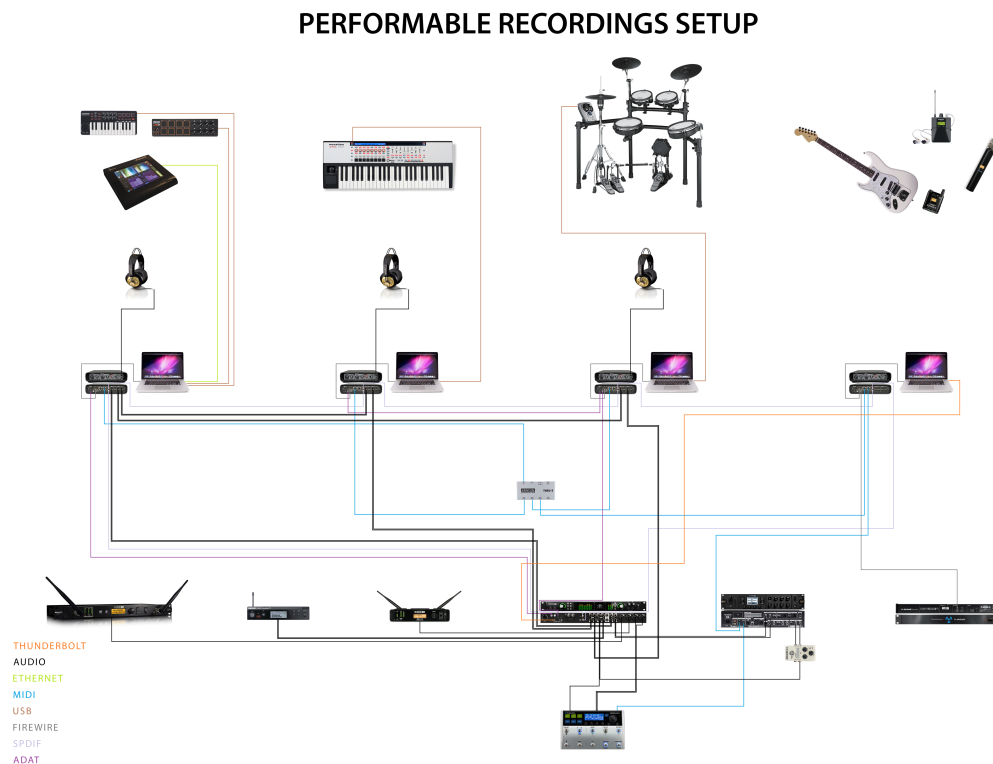 PERFORMABLE RECORDINGS SETUP
THUNDERBOLT
AUDIO
ETHERNET
MIDI
USB
FIREWIRE
SPDIF
ADAT